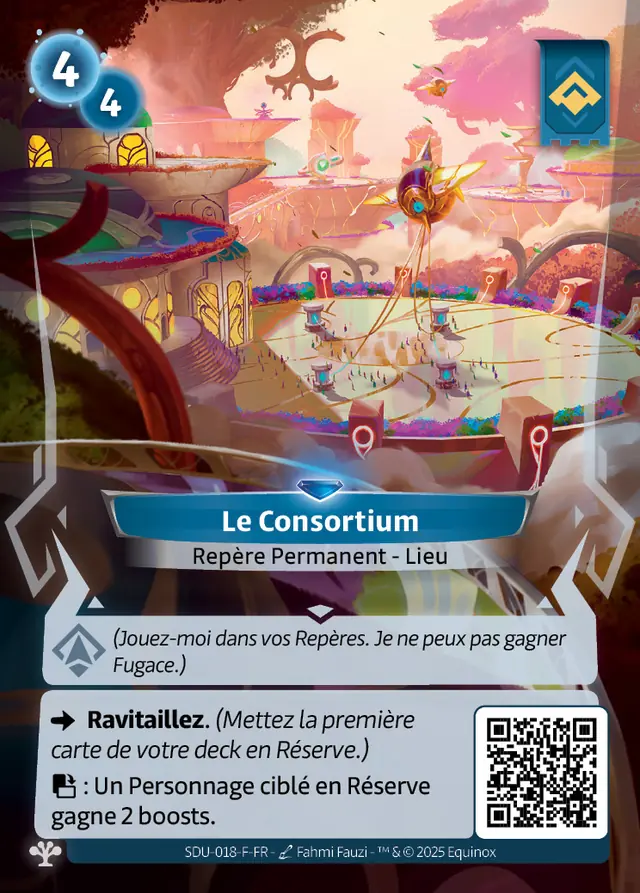 4
4
Le Consortium
Repère Permanent - Lieu
(Jouez-moi dans vos Repères. Je ne peux pas gagner
Fugace.)
Ravitaillez. (Mettez la première
carte de votre deck en Réserve.)
: Un Personnage ciblé en Réserve
gagne 2 boosts.
SDU-018-F-FR - Fahmi Fauzi - ™ & © 2025 Equinox